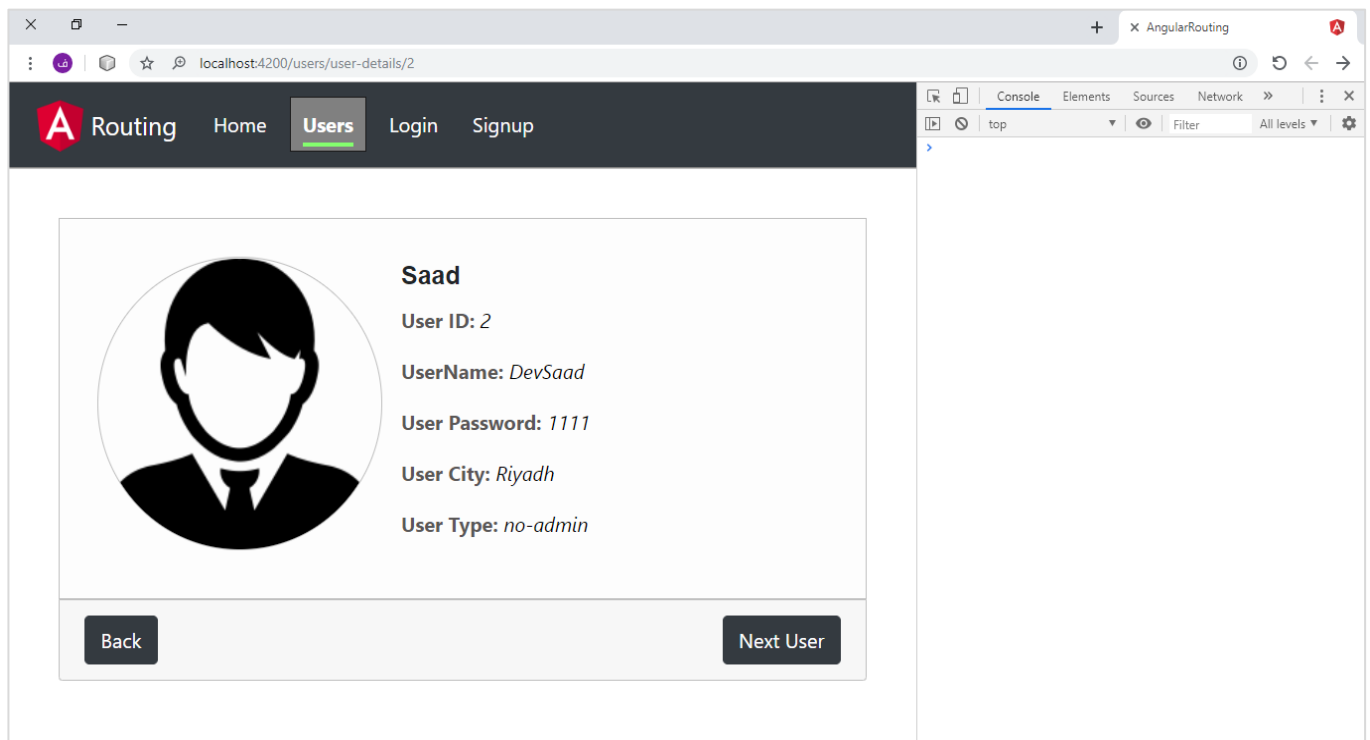 AngularRouting
ف
localhost:4200/users/user-details/2
A Routing Home Users Login Signup
Console Elements Sources Network »
top Filter All levels
Saad
User ID: 2
UserName: DevSaad
User Password: 1111
User City: Riyadh
User Type: no-admin
Back Next User